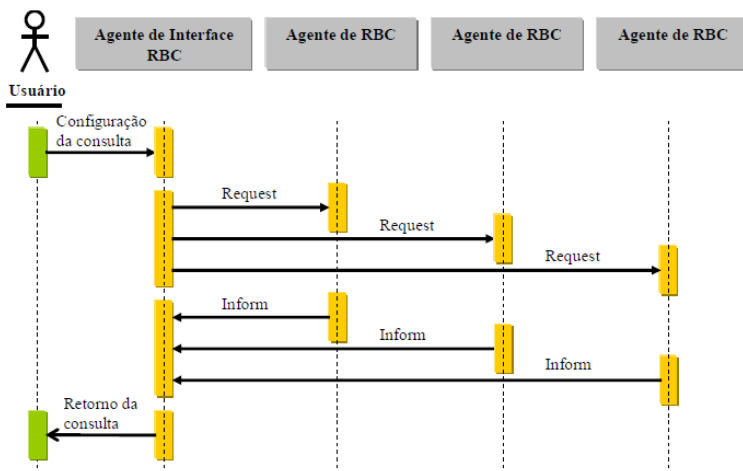 Agente de Interface
RBC
Agente de RBC
Agente de RBC
Agente de RBC
Usuário
Configuração
da consulta
Request
Request
Request
Inform
Inform
Inform
Retorno da
consulta